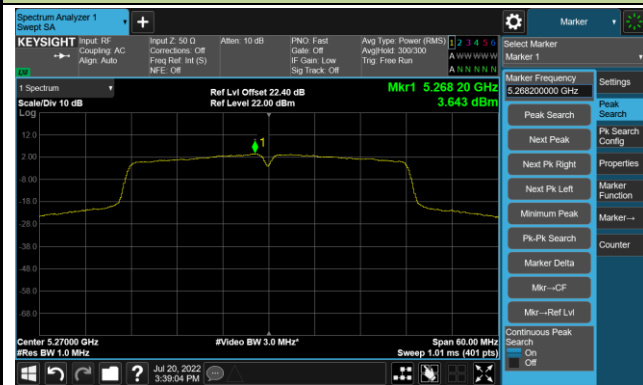 Spectrum Analyzer 1
Swept SA
Marker
KEYSIGHT
Input: RF
Coupling: AC
Align: Auto
Input Z: 50 Ω
Corrections: Off
Freq Ref: Int (S)
NFE: Off
Atten: 10 dB
PNO: Fast
Gate: Off
IF Gain: Low
Sig Track: Off
Avg Type: Power (RMS)
Avg|Hold: 300/300
Trig: Free Run
1 2 3 4 5 6
A W W W W W
A N N N N N
LVI
Select Marker
Marker 1
1 Spectrum
Scale/Div 10 dB
Log
Ref Lvl Offset 22.40 dB
Ref Level 22.00 dBm
Mkr1 5.268 20 GHz
3.643 dBm
Marker Frequency
5.268200000 GHz
Peak Search
Next Peak
Next Pk Right
Next Pk Left
Minimum Peak
Pk-Pk Search
Marker Delta
Mkr→CF
Mkr→Ref Lvl
Continuous Peak
Search
On
Off
Settings
Peak
Search
Pk Search
Config
Properties
Marker
Function
Marker→
Counter
1
12.0
2.00
-8.00
-18.0
-28.0
-38.0
-48.0
-58.0
-68.0
Center 5.27000 GHz
#Res BW 1.0 MHz
#Video BW 3.0 MHz*
Span 60.00 MHz
Sweep 1.01 ms (401 pts)
Jul 20, 2022
3:39:04 PM